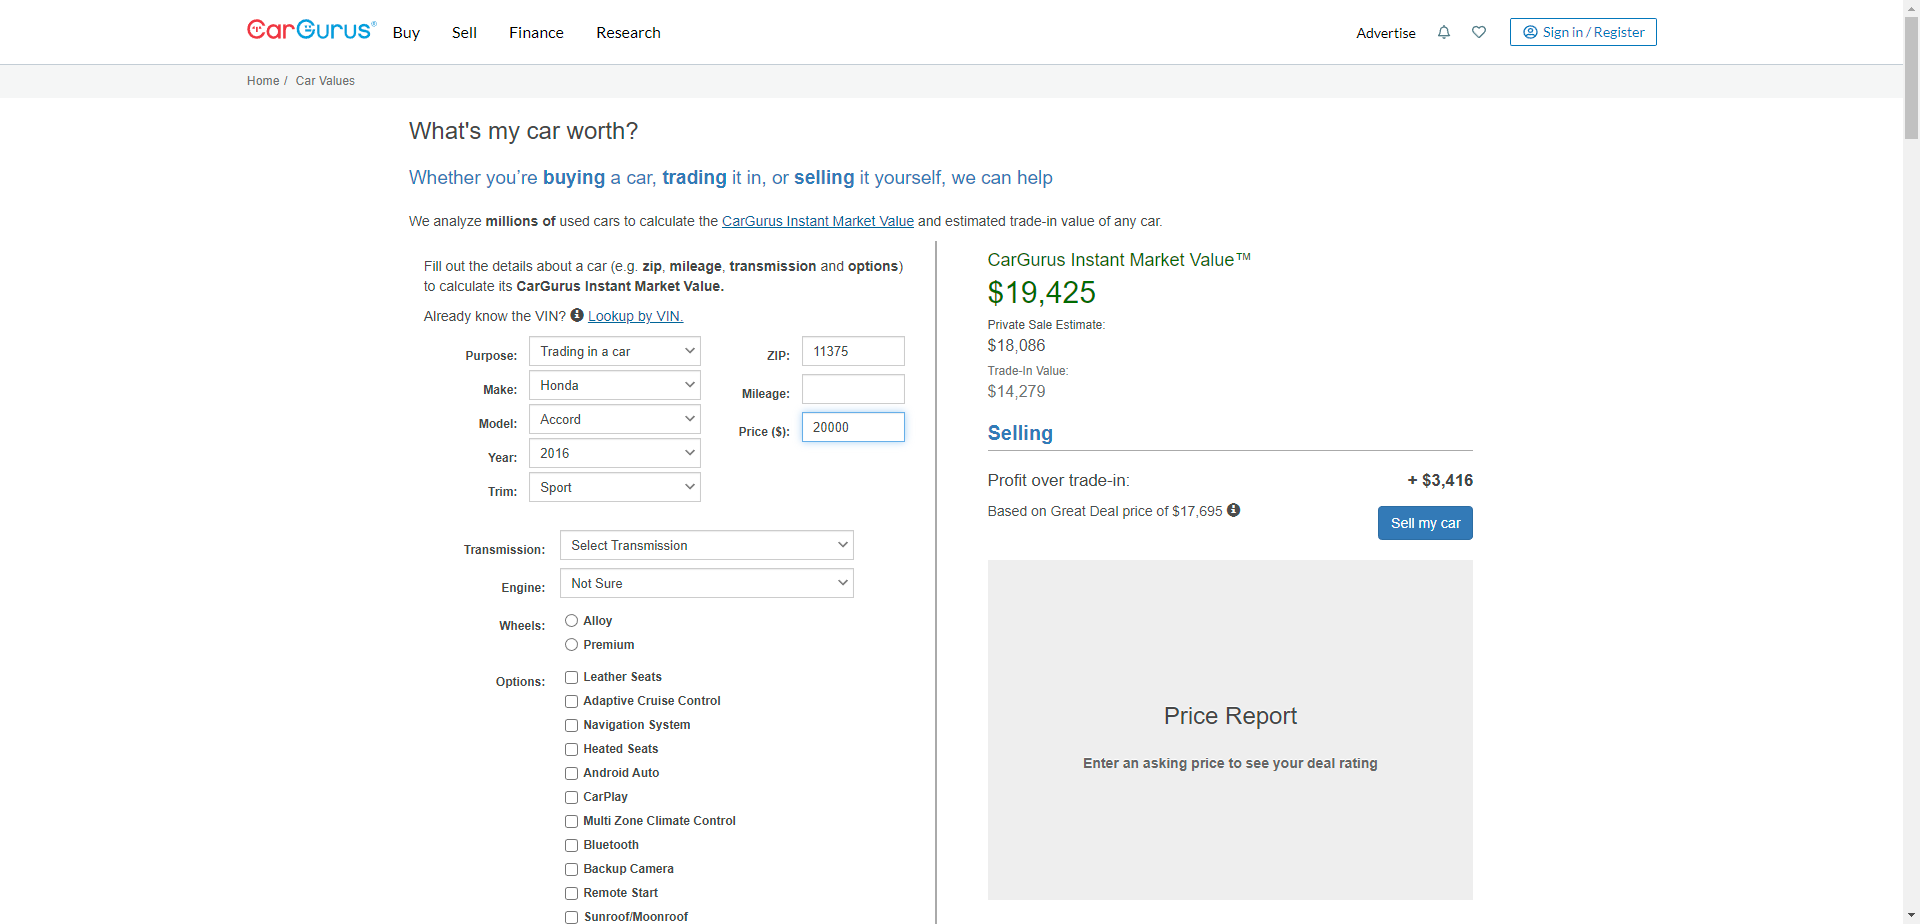 CarGurus®
Buy
Sell
Finance
Research
Advertise
Sign in / Register
Home / Car Values
What's my car worth?
Whether you’re buying a car, trading it in, or selling it yourself, we can help
We analyze millions of used cars to calculate the CarGurus Instant Market Value and estimated trade-in value of any car.
Fill out the details about a car (e.g. zip, mileage, transmission and options)
to calculate its CarGurus Instant Market Value.
Already know the VIN? Lookup by VIN.
Purpose: Trading in a car
Make: Honda
Model: Accord
Year: 2016
Trim: Sport
ZIP: 11375
Mileage:
Price ($): 20000
Transmission: Select Transmission
Engine: Not Sure
Wheels: Alloy
Premium
Options: Leather Seats
Adaptive Cruise Control
Navigation System
Heated Seats
Android Auto
CarPlay
Multi Zone Climate Control
Bluetooth
Backup Camera
Remote Start
Sunroof/Moonroof
CarGurus Instant Market Value™
$19,425
Private Sale Estimate:
$18,086
Trade-In Value:
$14,279
Selling
Profit over trade-in: + $3,416
Based on Great Deal price of $17,695
Sell my car
Price Report
Enter an asking price to see your deal rating